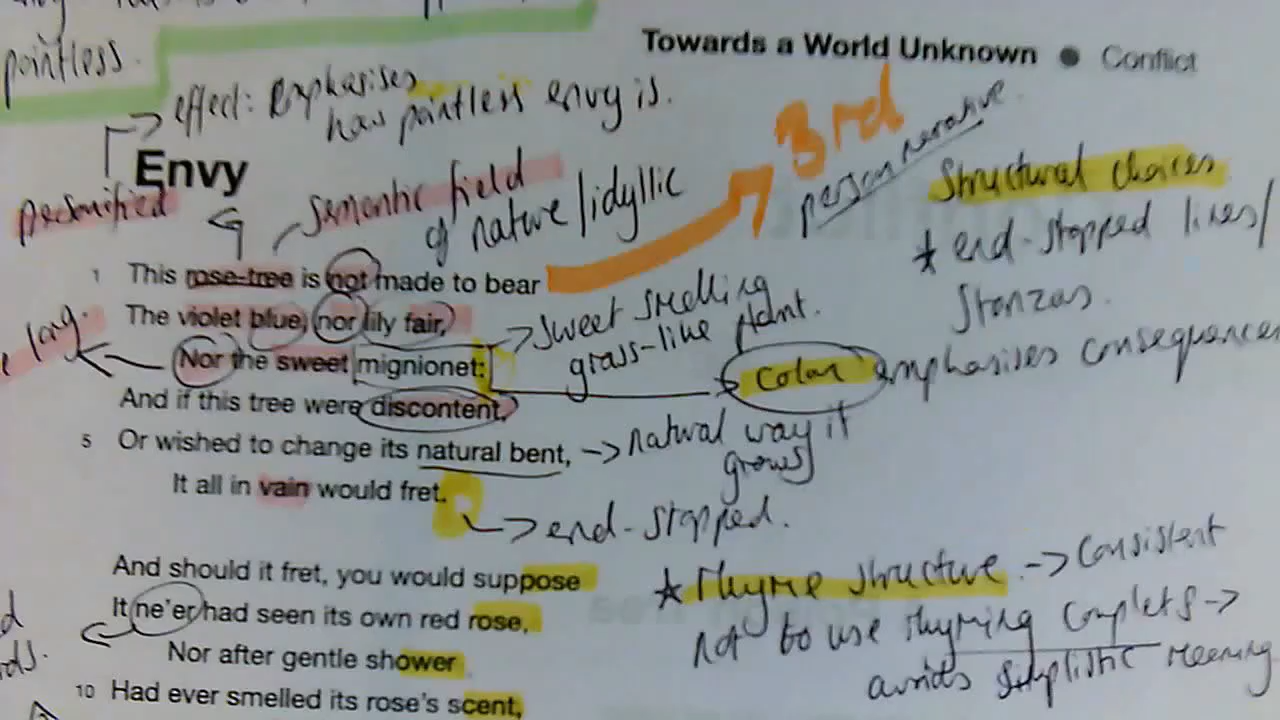 pointless.
Towards a World Unknown ● Conflict
effect: Emphasises
how pointless envy is.
Envy
personified
semantic field
of nature/idyllic
3rd
person narative.
Structural choices
* end-stopped lines/
stanzas.
1 This rose-tree is not made to bear
The violet blue, nor lily fair,
Nor the sweet mignionet:
And if this tree were discontent,
5 Or wished to change its natural bent,
It all in vain would fret.
lang.
sweet smelling
grass-like plant.
Colon emphasises consequences
natural way it
grows
end-stopped.
And should it fret, you would suppose
It ne'er had seen its own red rose,
Nor after gentle shower
10 Had ever smelled its rose's scent,
* Rhyme structure -> Consistent
not to use rhyming couplets ->
avoids simplistic meaning